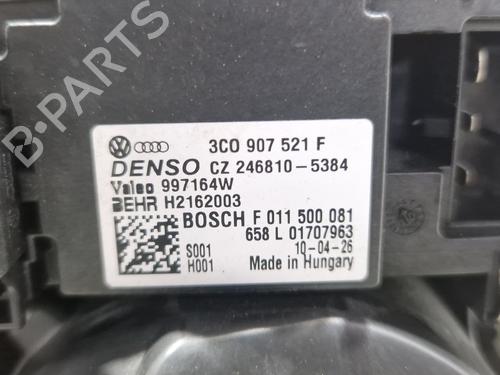 B-PARTS
3C0 907 521 F
DENSO CZ 246810-5384
Valeo 997164W
BEHR H2162003
BOSCH F 011 500 081
658 L 01707963
S001 10-04-26
H001 Made in Hungary